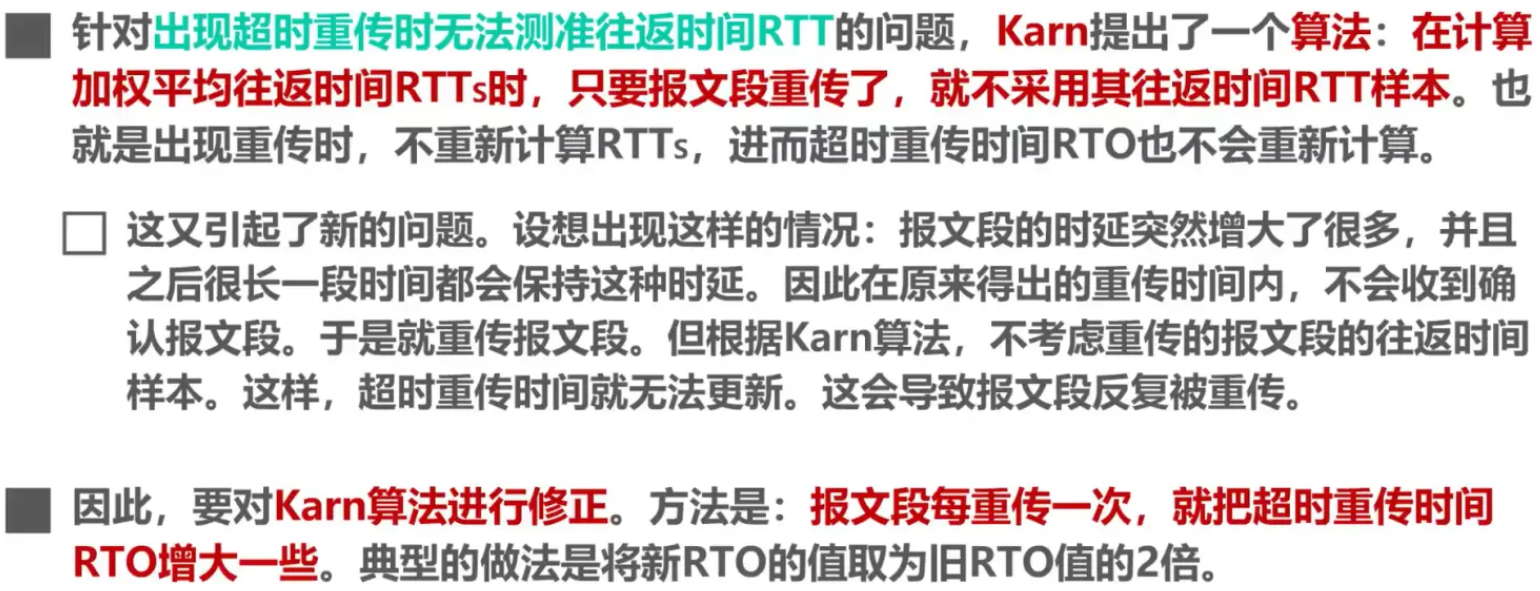 针对出现超时重传时无法测准往返时间RTT的问题，Karn提出了一个算法：在计算
加权平均往返时间RTTs时，只要报文段重传了，就不采用其往返时间RTT样本。也
就是出现重传时，不重新计算RTTs，进而超时重传时间RTO也不会重新计算。
这又引起了新的问题。设想出现这样的情况：报文段的时延突然增大了很多，并且
之后很长一段时间都会保持这种时延。因此在原来得出的重传时间内，不会收到确
认报文段。于是就重传报文段。但根据Karn算法，不考虑重传的报文段的往返时间
样本。这样，超时重传时间就无法更新。这会导致报文段反复被重传。
因此，要对Karn算法进行修正。方法是：报文段每重传一次，就把超时重传时间
RTO增大一些。典型的做法是将新RTO的值取为旧RTO值的2倍。